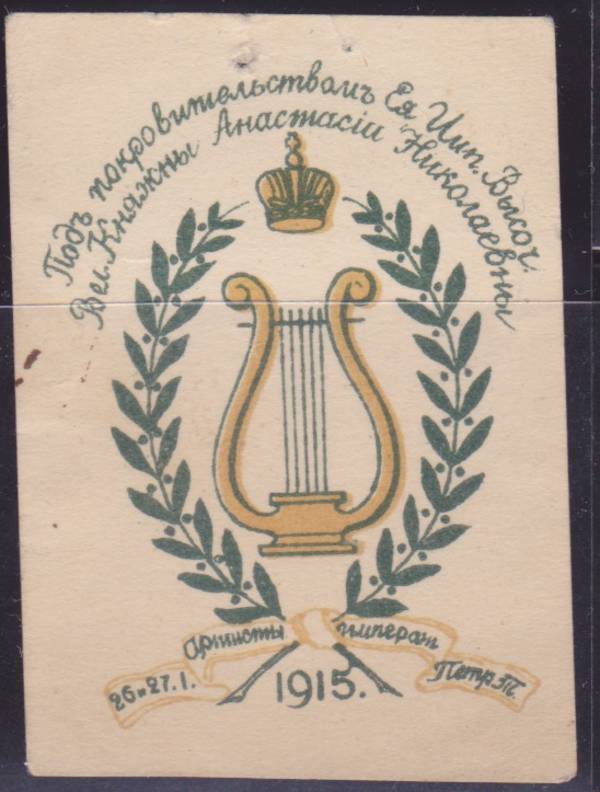 Подъ покровительствомъ Ея Имп. Высоч.
Вел. Княжны Анастасіи Николаевны
Артисты Императ
26 и 27. I. 1915. Петр. Т.